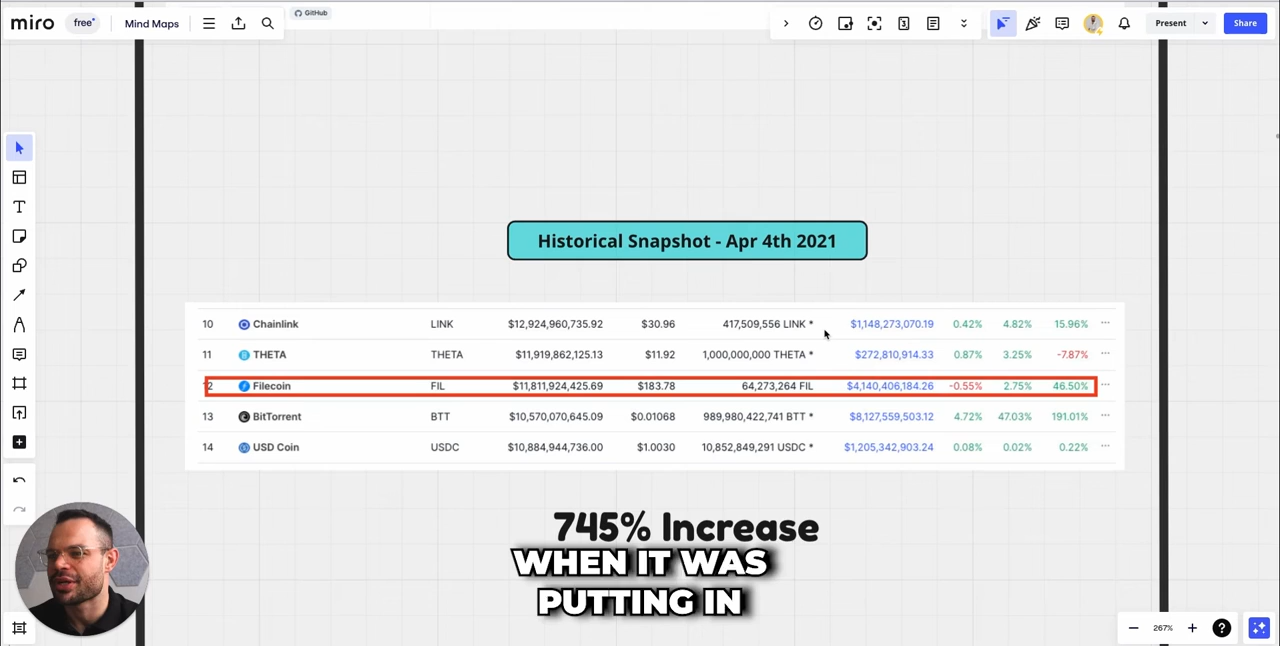 miro free Mind Maps GitHub 3 Present Share
Historical Snapshot - Apr 4th 2021
10 Chainlink LINK $12,924,960,735.92 $30.96 417,509,556 LINK * $1,148,273,070.19 0.42% 4.82% 15.96%
11 THETA THETA $11,919,862,125.13 $11.92 1,000,000,000 THETA * $272,810,914.33 0.87% 3.25% -7.87%
12 Filecoin FIL $11,811,924,425.69 $183.78 64,273,264 FIL $4,140,406,184.26 -0.55% 2.75% 46.50%
13 BitTorrent BTT $10,570,070,645.09 $0.01068 989,980,422,741 BTT * $8,127,559,503.12 4.72% 47.03% 191.01%
14 USD Coin USDC $10,884,944,736.00 $1.0030 10,852,849,291 USDC * $1,205,342,903.24 0.08% 0.02% 0.22%
745% Increase
WHEN IT WAS
PUTTING IN
267%